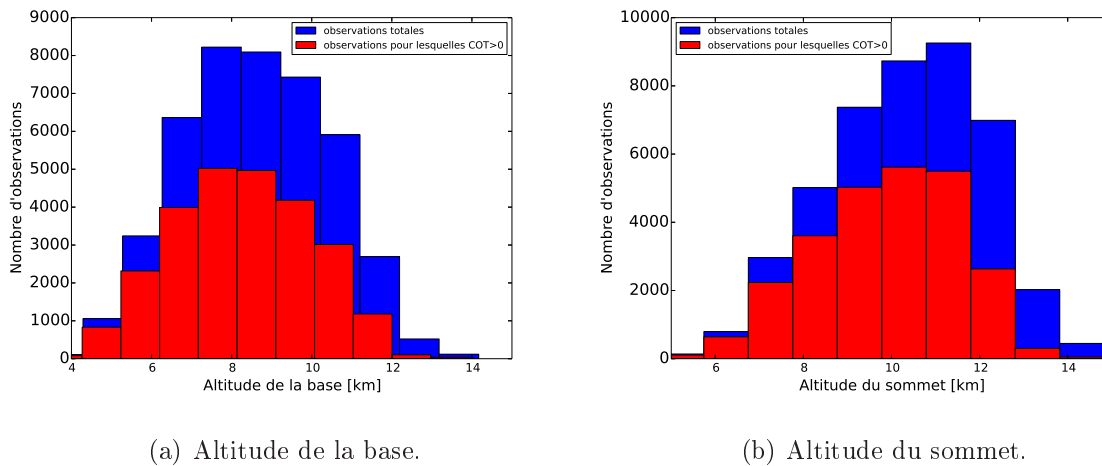 9000
8000
7000
6000
5000
4000
3000
2000
1000
0
Nombre d'observations
observations totales
observations pour lesquelles COT>0
4 6 8 10 12 14
Altitude de la base [km]
(a) Altitude de la base.
10000
8000
6000
4000
2000
0
Nombre d'observations
observations totales
observations pour lesquelles COT>0
6 8 10 12 14
Altitude du sommet [km]
(b) Altitude du sommet.